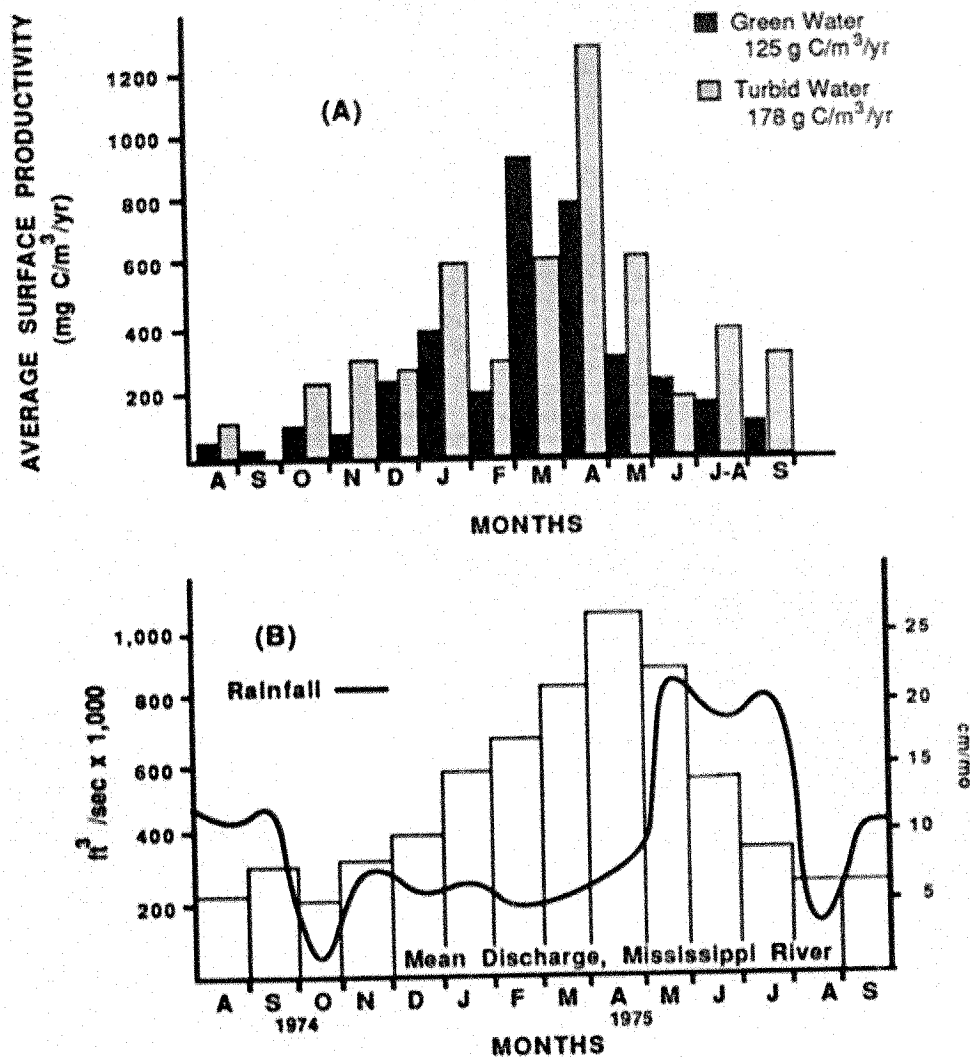 AVERAGE SURFACE PRODUCTIVITY
(mg C/m³/yr)
1200
1000
800
600
400
200
(A)
Green Water
125 g C/m³/yr
Turbid Water
178 g C/m³/yr
A S O N D J F M A M J J-A S
MONTHS
ft³ /sec x 1,000
1,000
800
600
400
200
(B)
Rainfall
25
20
15
10
5
cm/mo
Mean Discharge, Mississippi River
A S O N D J F M A M J J A S
1974 1975
MONTHS